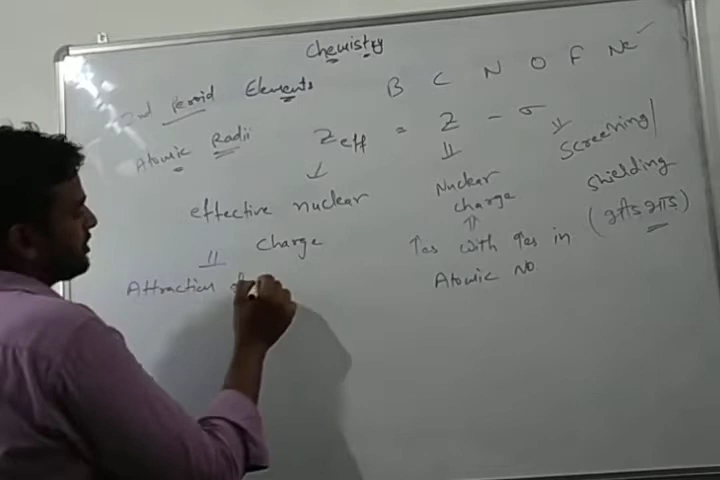 Chemistry
2nd Period Elements B C N O F Ne
Atomic Radii
Zeff = Z - σ
effective nuclear charge
Nuclear charge
Screening/ shielding
↑es with ↑es in Atomic No.
Attraction of